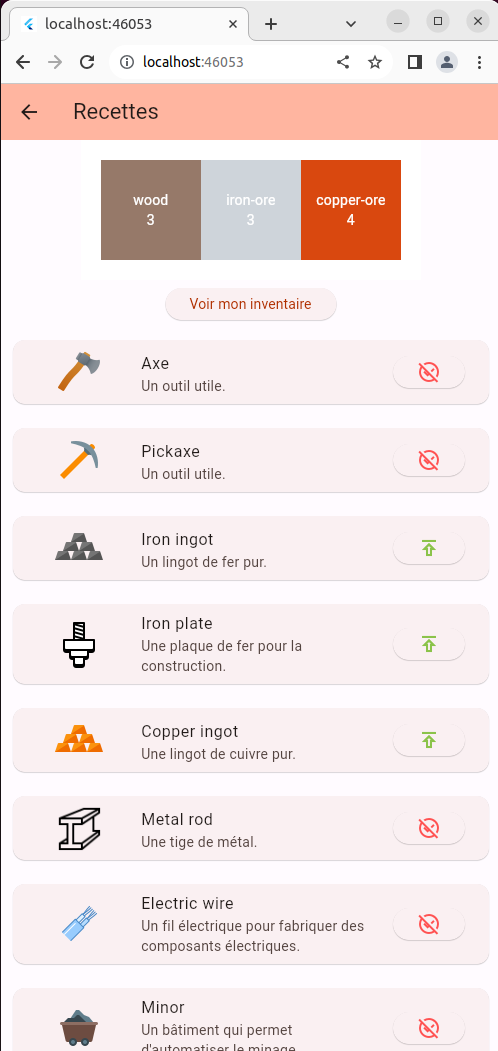 localhost:46053
localhost:46053
Recettes
wood
3
iron-ore
3
copper-ore
4
Voir mon inventaire
Axe
Un outil utile.
Pickaxe
Un outil utile.
Iron ingot
Un lingot de fer pur.
Iron plate
Une plaque de fer pour la
construction.
Copper ingot
Une lingot de cuivre pur.
Metal rod
Une tige de métal.
Electric wire
Un fil électrique pour fabriquer des
composants électriques.
Minor
Un bâtiment qui permet
d'automatiser le minage